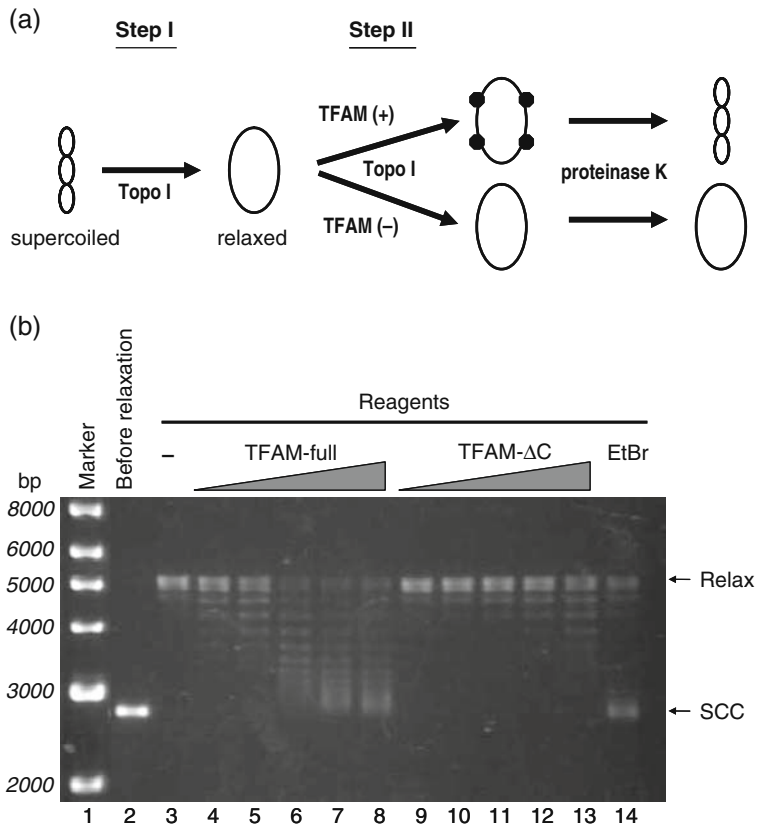 (a)
Step I
Step II
TFAM (+)
Topo I
Topo I
proteinase K
TFAM (–)
supercoiled
relaxed
(b)
Before relaxation
Marker
Reagents
– TFAM-full TFAM-ΔC EtBr
bp
8000
6000
5000
Relax
4000
3000
SCC
2000
1 2 3 4 5 6 7 8 9 10 11 12 13 14